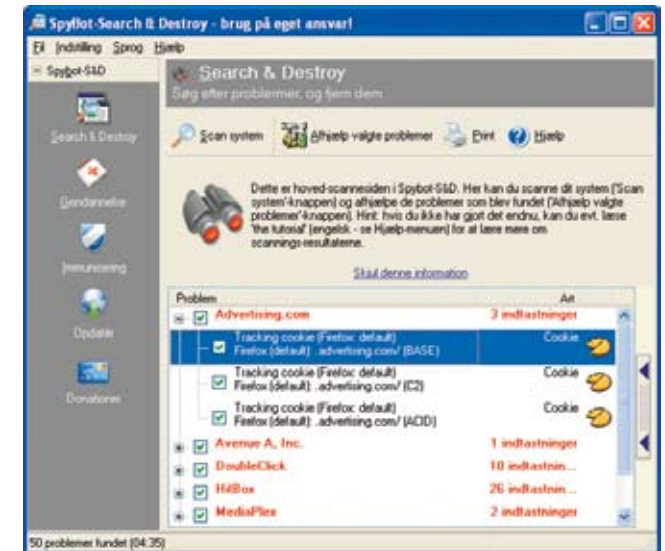 SpyBot-Search & Destroy - brug på eget ansvar!
Fil Indstilling Sprog Hjælp
Spybot-S&D
Search & Destroy
Gendannelse
Immunisering
Opdatér
Donationer
Search & Destroy
Søg efter problemer, og fjern dem
Scan system Afhjælp valgte problemer Print Hjælp
Dette er hoved-scannesiden i Spybot-S&D. Her kan du scanne dit system ('Scan
system'-knappen) og afhjælpe de problemer som blev fundet ('Afhjælp valgte
problemer'-knappen). Hint: hvis du ikke har gjort det endnu, kan du evt. læse
'the tutorial' (engelsk - se Hjælp-menuen) for at lære mere om
scannings-resultaterne.
Skjul denne information
Problem Art
Advertising.com 3 indtastninger
Tracking cookie (Firefox: default) Cookie
Firefox (default): .advertising.com/ (BASE)
Tracking cookie (Firefox: default) Cookie
Firefox (default): .advertising.com/ (C2)
Tracking cookie (Firefox: default) Cookie
Firefox (default): .advertising.com/ (ACID)
Avenue A, Inc. 1 indtastninger
DoubleClick 10 indtastnin...
HitBox 26 indtastnin...
MediaPlex 2 indtastninger
50 problemer fundet (04:35)